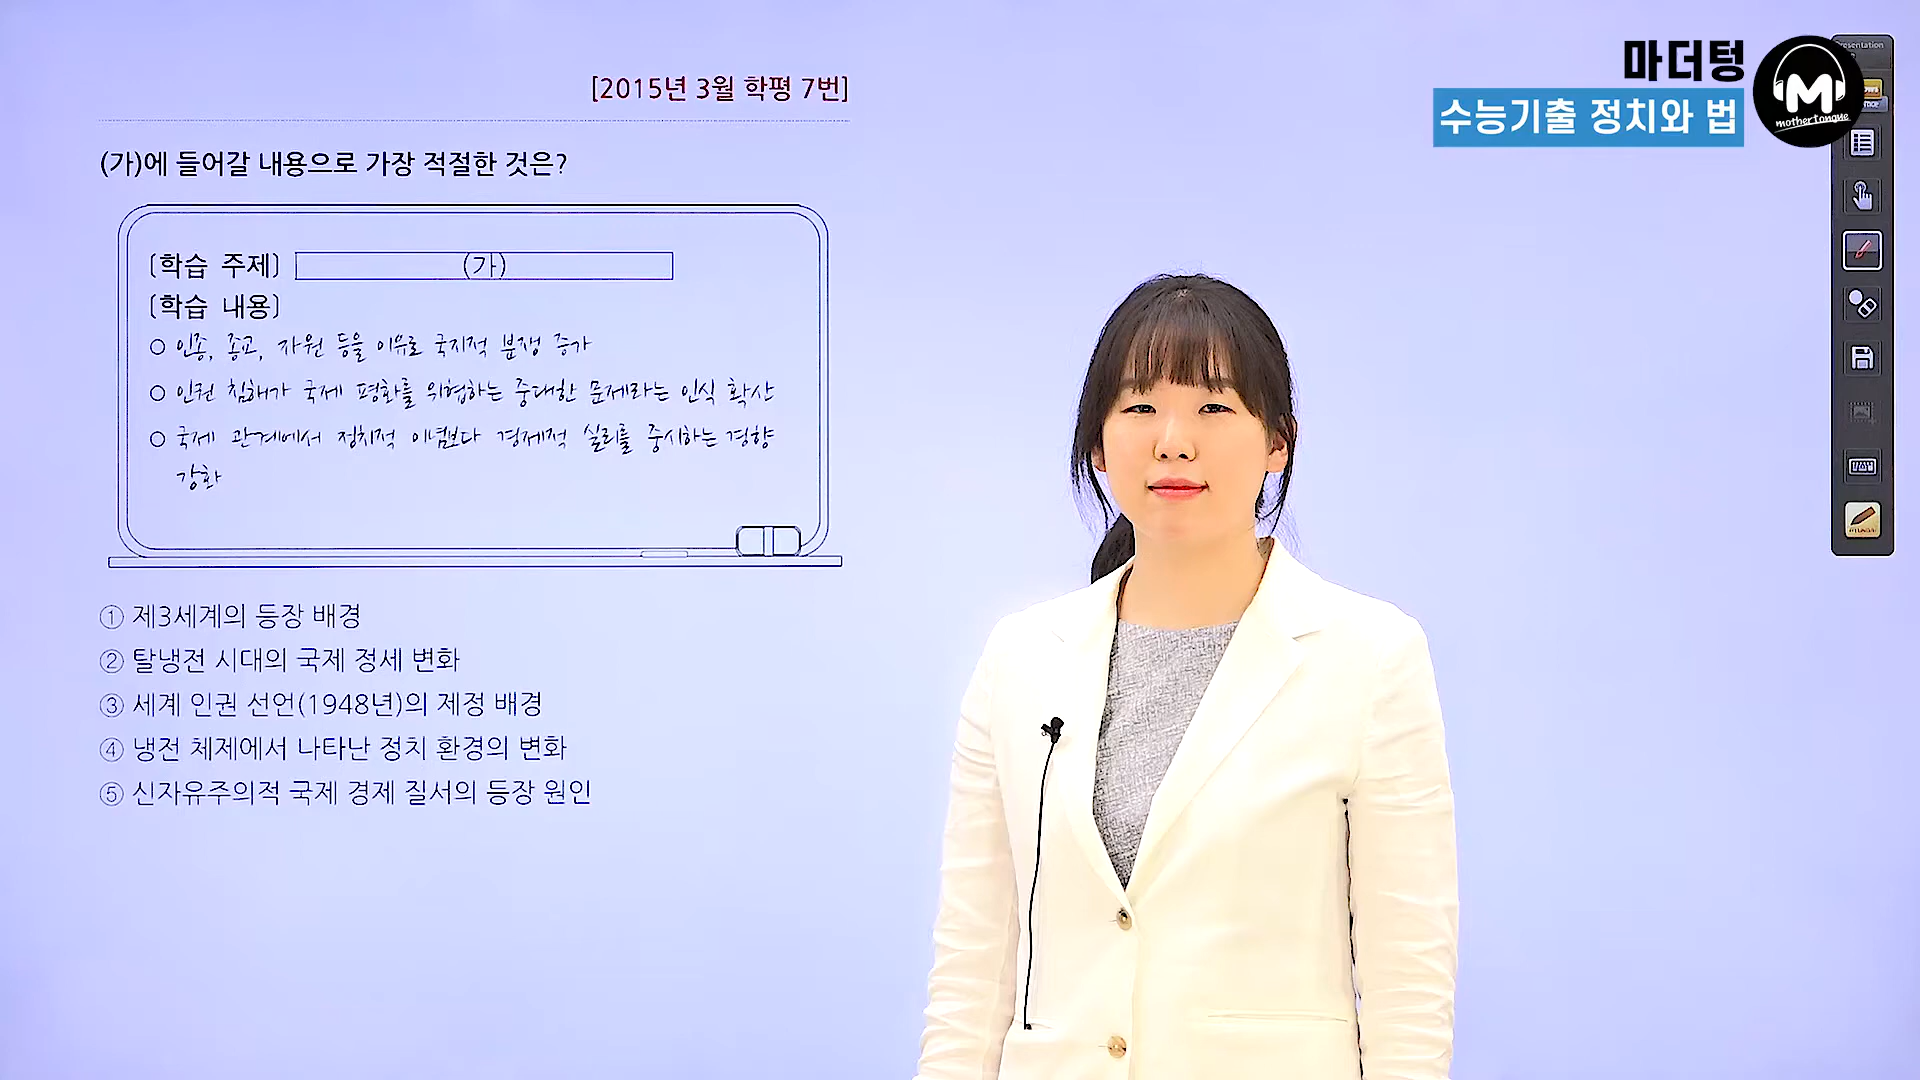 [2015년 3월 학평 7번]
(가)에 들어갈 내용으로 가장 적절한 것은?
〔학습 주제〕 (가)
〔학습 내용〕
○ 인종, 종교, 자원 등을 이유로 국지적 분쟁 증가
○ 인권 침해가 국제 평화를 위협하는 중대한 문제라는 인식 확산
○ 국제 관계에서 정치적 이념보다 경제적 실리를 중시하는 경향
강화
① 제3세계의 등장 배경
② 탈냉전 시대의 국제 정세 변화
③ 세계 인권 선언(1948년)의 제정 배경
④ 냉전 체제에서 나타난 정치 환경의 변화
⑤ 신자유주의적 국제 경제 질서의 등장 원인
마더텅
수능기출 정치와 법
M
mothertongue